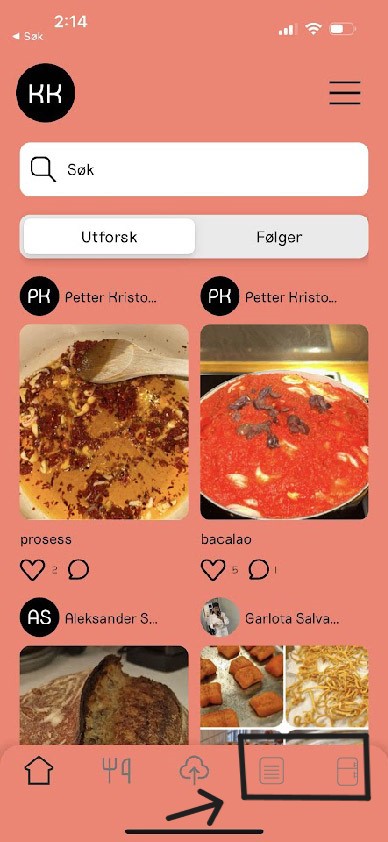 2:14
◀ Søk
KK
Søk
Utforsk Følger
PK Petter Kristo... PK Petter Kristo...
prosess bacalao
2 5 1
AS Aleksander S... Carlota Salva...